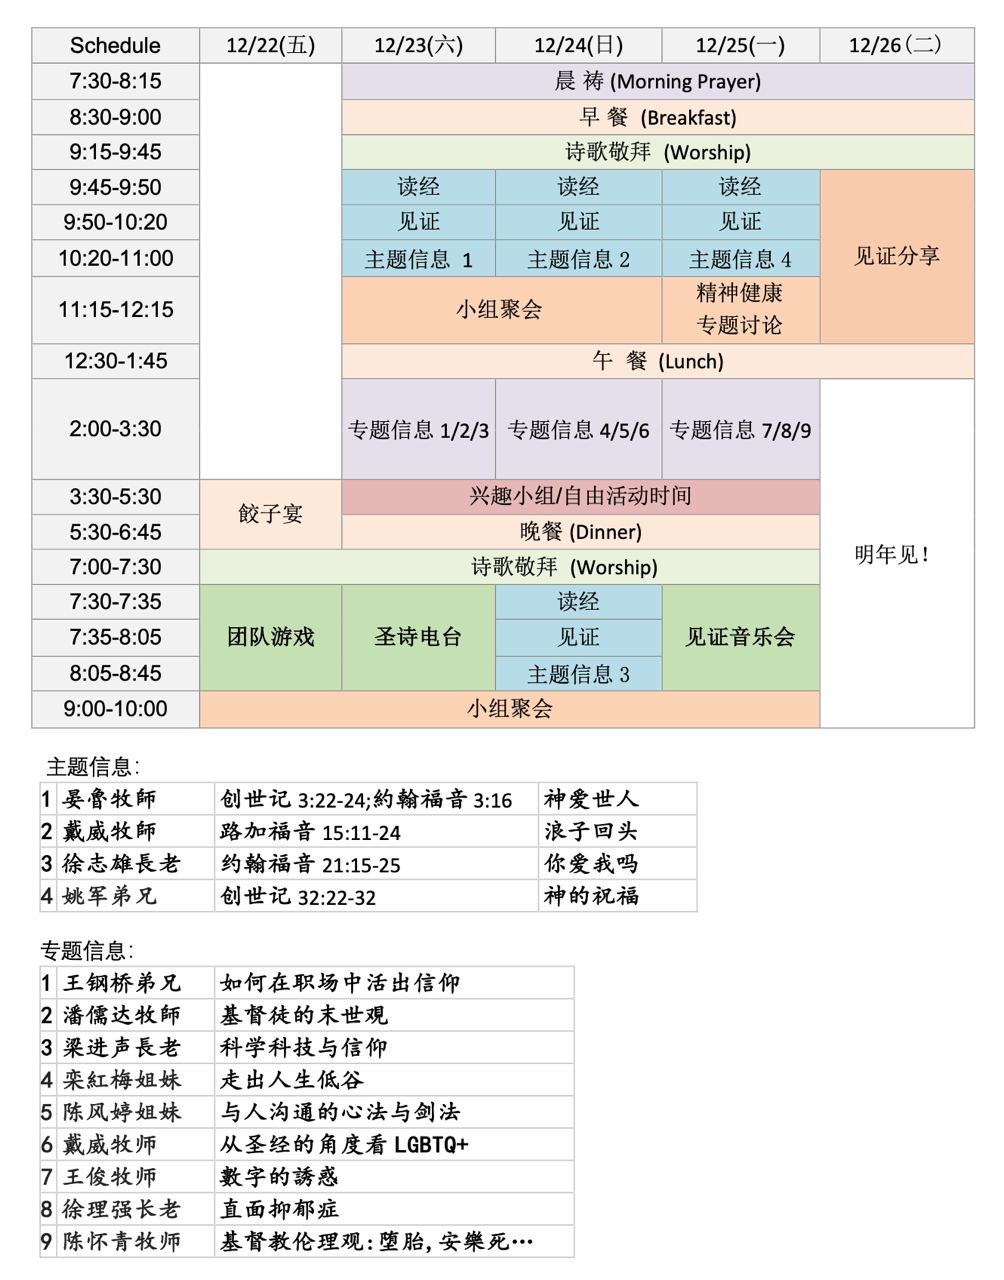 Schedule 12/22(五) 12/23(六) 12/24(日) 12/25(一) 12/26(二)
7:30-8:15 晨 祷 (Morning Prayer)
8:30-9:00 早 餐 (Breakfast)
9:15-9:45 诗歌敬拜 (Worship)
9:45-9:50 读经 读经 读经
9:50-10:20 见证 见证 见证
见证分享
10:20-11:00 主题信息 1 主题信息 2 主题信息 4
11:15-12:15 小组聚会 精神健康
专题讨论
12:30-1:45 午 餐 (Lunch)
2:00-3:30 专题信息 1/2/3 专题信息 4/5/6 专题信息 7/8/9
3:30-5:30 兴趣小组/自由活动时间
餃子宴
5:30-6:45 晚餐 (Dinner)
明年见！
7:00-7:30 诗歌敬拜 (Worship)
7:30-7:35 读经
7:35-8:05 团队游戏 圣诗电台 见证 见证音乐会
8:05-8:45 主题信息 3
9:00-10:00 小组聚会
主题信息:
1 晏魯牧師 创世记 3:22-24;約翰福音 3:16 神爱世人
2 戴威牧師 路加福音 15:11-24 浪子回头
3 徐志雄長老 约翰福音 21:15-25 你爱我吗
4 姚军弟兄 创世记 32:22-32 神的祝福
专题信息:
1 王钢桥弟兄 如何在职场中活出信仰
2 潘儒达牧師 基督徒的末世觀
3 梁进声長老 科学科技与信仰
4 栾紅梅姐妹 走出人生低谷
5 陈风婷姐妹 与人沟通的心法与剑法
6 戴威牧师 从圣经的角度看 LGBTQ+
7 王俊牧师 數字的誘惑
8 徐理强长老 直面抑郁症
9 陈怀青牧师 基督教伦理观:堕胎,安樂死…